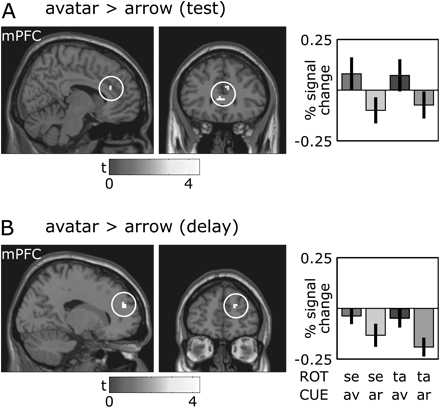 A avatar > arrow (test)
mPFC
0.25
% signal
change
-0.25
t
0 4
B avatar > arrow (delay)
mPFC
0.25
% signal
change
-0.25
t
0 4
ROT se se ta ta
CUE av ar av ar